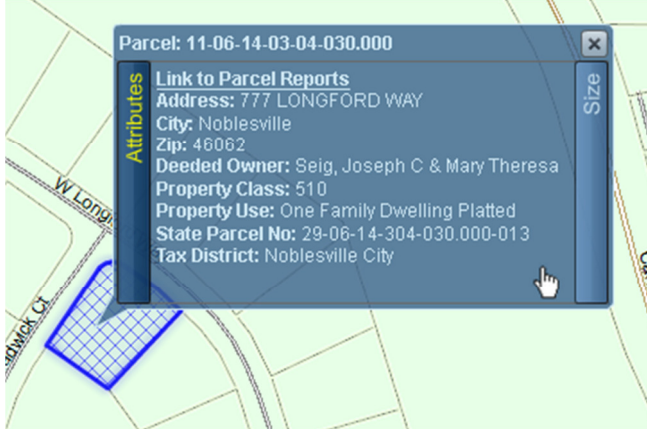 Parcel: 11-06-14-03-04-030.000
Attributes
Size
Link to Parcel Reports
Address: 777 LONGFORD WAY
City: Noblesville
Zip: 46062
Deeded Owner: Seig, Joseph C & Mary Theresa
Property Class: 510
Property Use: One Family Dwelling Platted
State Parcel No: 29-06-14-304-030.000-013
Tax District: Noblesville City
W
Ct